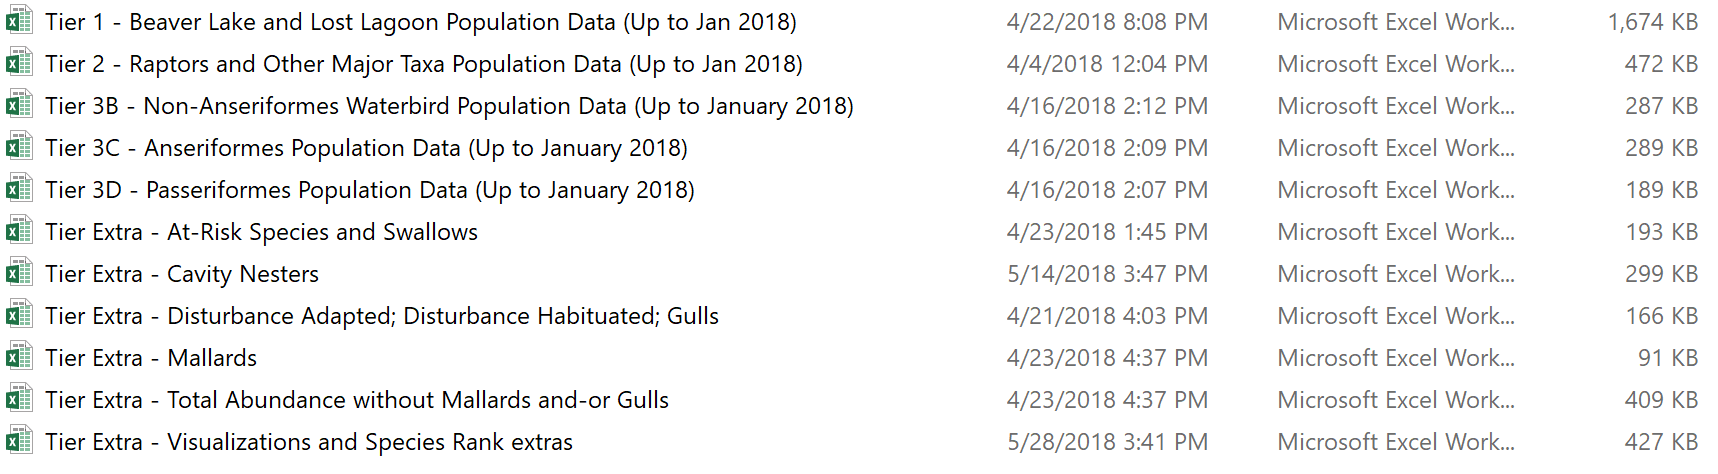 Tier 1 - Beaver Lake and Lost Lagoon Population Data (Up to Jan 2018) 4/22/2018 8:08 PM Microsoft Excel Work... 1,674 KB
Tier 2 - Raptors and Other Major Taxa Population Data (Up to Jan 2018) 4/4/2018 12:04 PM Microsoft Excel Work... 472 KB
Tier 3B - Non-Anseriformes Waterbird Population Data (Up to January 2018) 4/16/2018 2:12 PM Microsoft Excel Work... 287 KB
Tier 3C - Anseriformes Population Data (Up to January 2018) 4/16/2018 2:09 PM Microsoft Excel Work... 289 KB
Tier 3D - Passeriformes Population Data (Up to January 2018) 4/16/2018 2:07 PM Microsoft Excel Work... 189 KB
Tier Extra - At-Risk Species and Swallows 4/23/2018 1:45 PM Microsoft Excel Work... 193 KB
Tier Extra - Cavity Nesters 5/14/2018 3:47 PM Microsoft Excel Work... 299 KB
Tier Extra - Disturbance Adapted; Disturbance Habituated; Gulls 4/21/2018 4:03 PM Microsoft Excel Work... 166 KB
Tier Extra - Mallards 4/23/2018 4:37 PM Microsoft Excel Work... 91 KB
Tier Extra - Total Abundance without Mallards and-or Gulls 4/23/2018 4:37 PM Microsoft Excel Work... 409 KB
Tier Extra - Visualizations and Species Rank extras 5/28/2018 3:41 PM Microsoft Excel Work... 427 KB